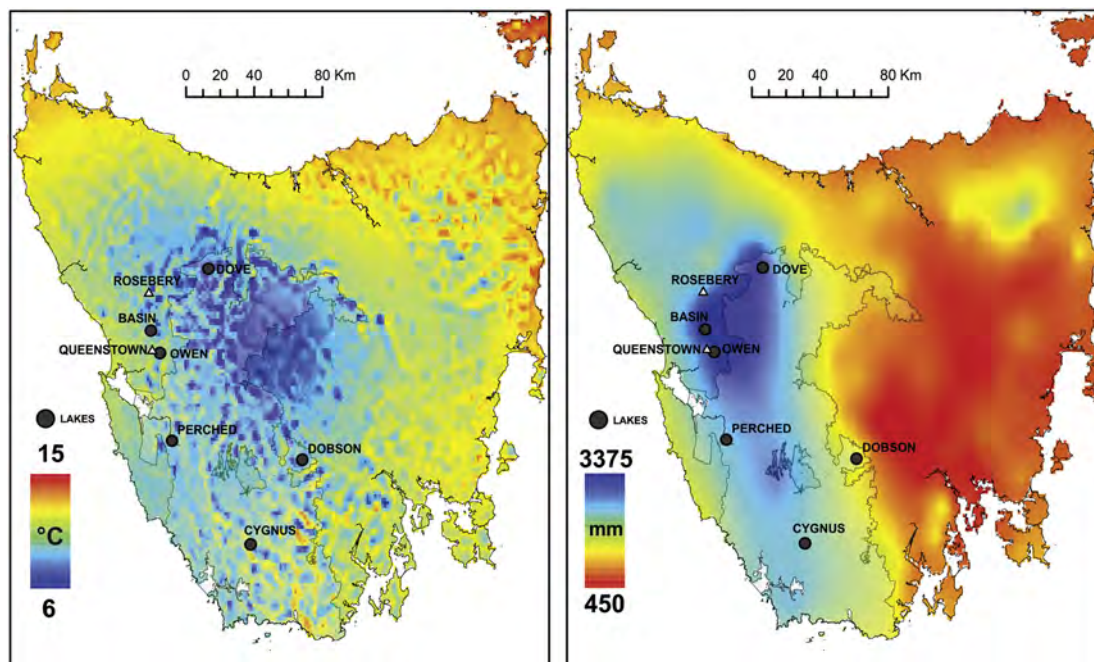 0 20 40 80 Km
DOVE
ROSEBERY
BASIN
QUEENSTOWN
OWEN
LAKES
PERCHED
15
DOBSON
°C
CYGNUS
6
0 20 40 80 Km
DOVE
ROSEBERY
BASIN
QUEENSTOWN
OWEN
LAKES
PERCHED
3375
DOBSON
mm
CYGNUS
450